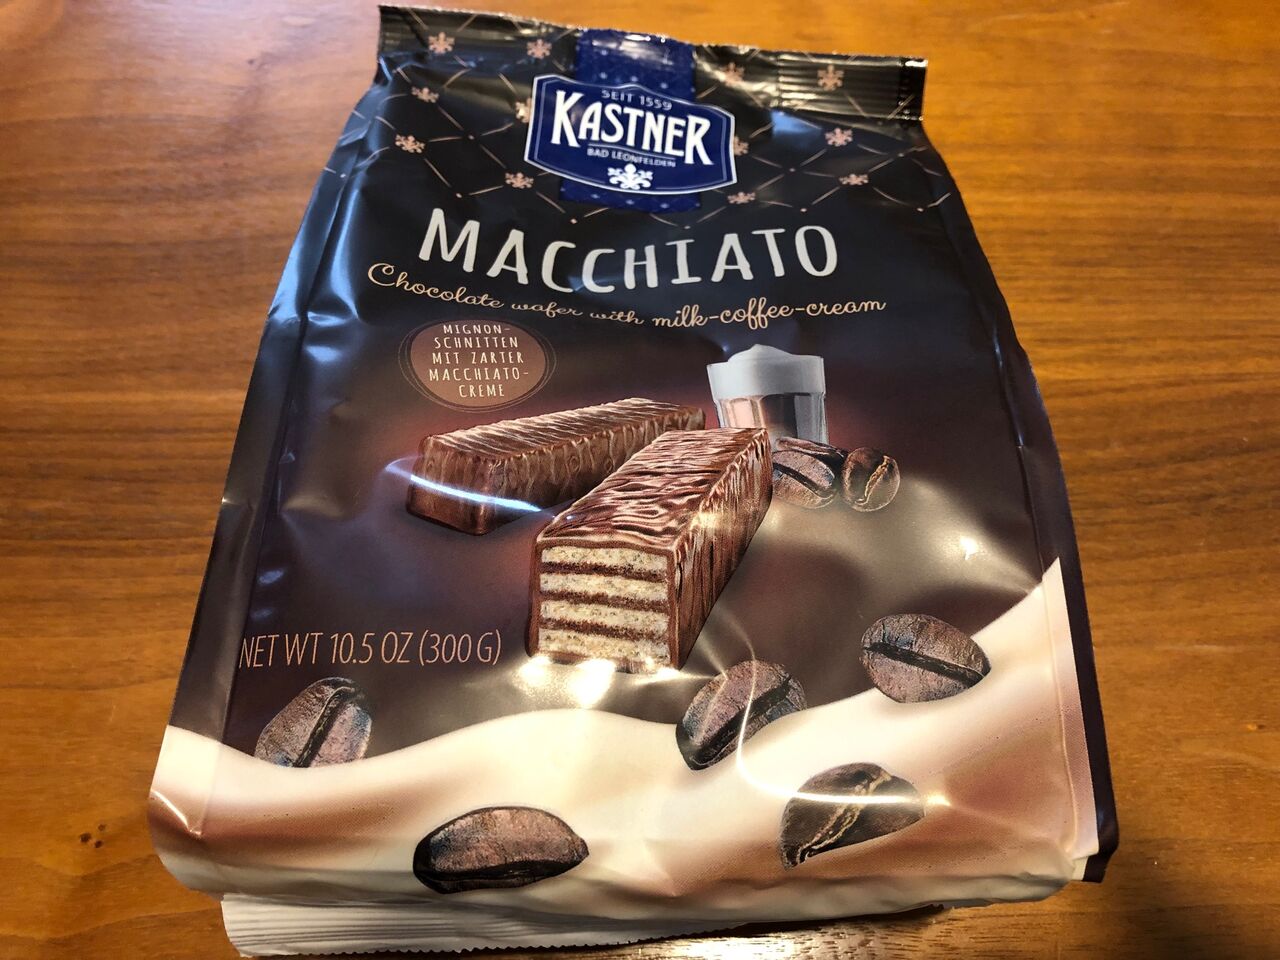 SEIT 1559
KASTNER
BAD LEONFELDEN
MACCHIATO
Chocolate wafer with milk-coffee-cream
MIGNON-
SCHNITTEN
MIT ZARTER
MACCHIATO-
CREME
NET WT 10.5 OZ (300 G)